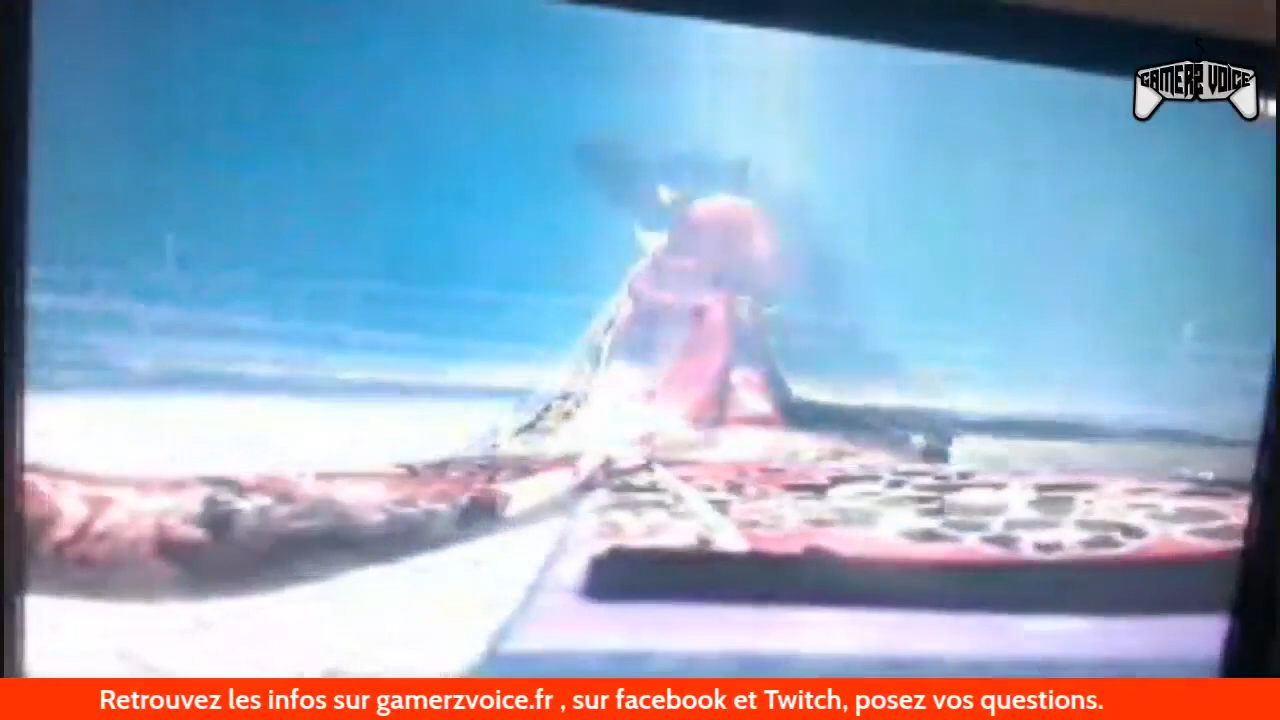 GAMERZ VOICE
Retrouvez les infos sur gamerzvoice.fr , sur facebook et Twitch, posez vos questions.